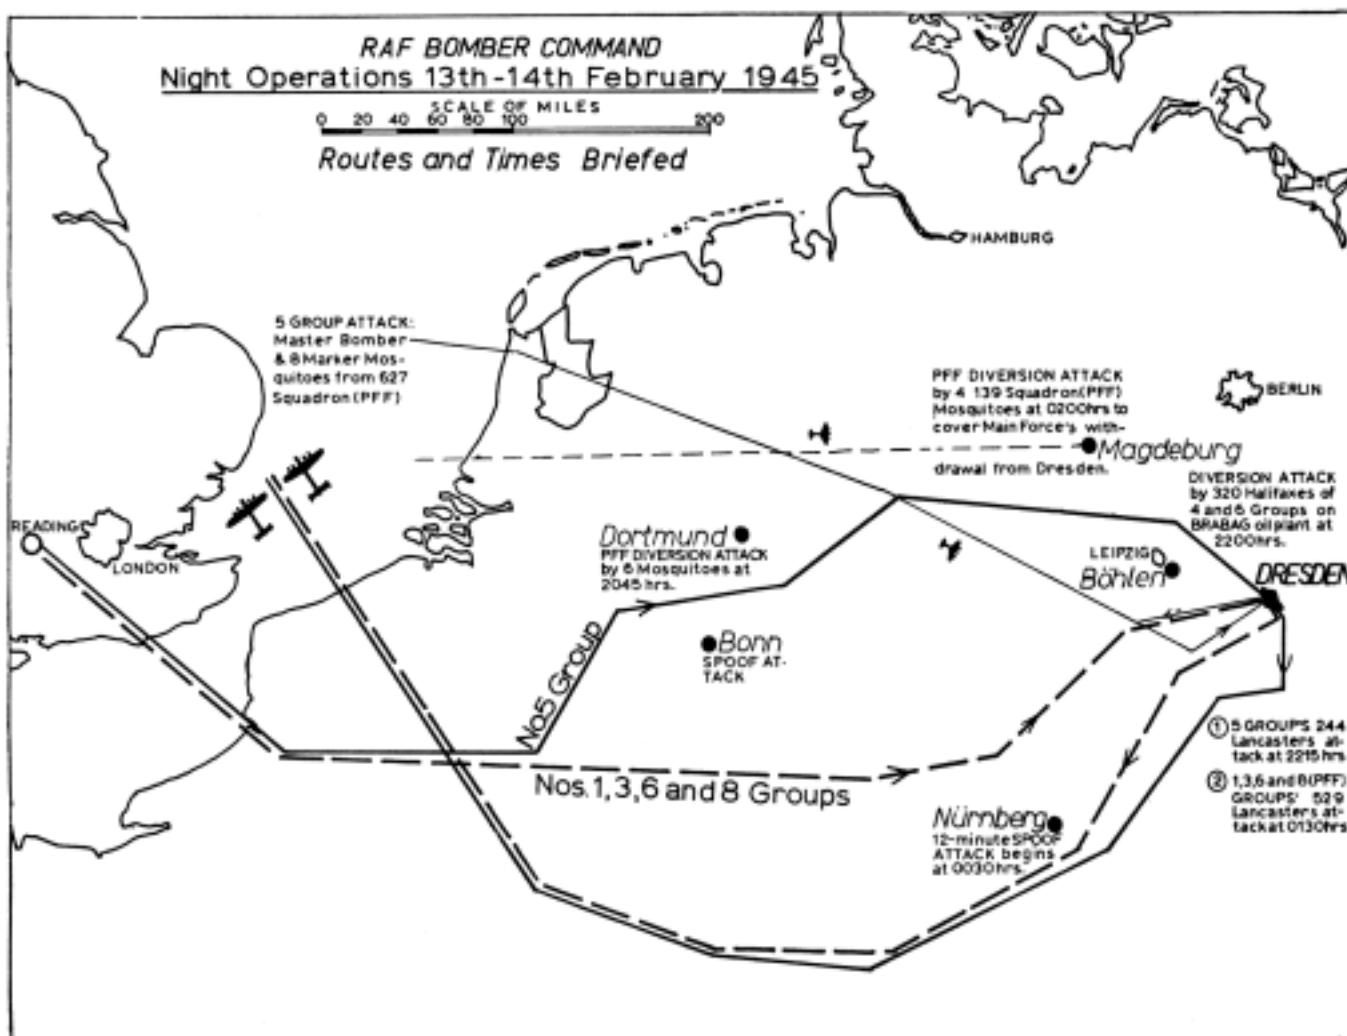 RAF BOMBER COMMAND
Night Operations 13th-14th February 1945
SCALE OF MILES
0 20 40 60 80 100 200
Routes and Times Briefed
HAMBURG
5 GROUP ATTACK:
Master Bomber
& 8 Marker Mos-
quitoes from 627
Squadron (PFF)
PFF DIVERSION ATTACK
by 4 139 Squadron (PFF)
Mosquitoes at 0200hrs to
cover Main Force's with-
drawal from Dresden.
BERLIN
Magdeburg
DIVERSION ATTACK
by 320 Halifaxes of
4 and 6 Groups on
BRABAG oilplant at
2200hrs.
READING
LONDON
Dortmund
PFF DIVERSION ATTACK
by 6 Mosquitoes at
2045 hrs.
LEIPZIG
Böhlen
DRESDEN
Bonn
SPOOF AT-
TACK
No5 Group
Nos. 1,3,6 and 8 Groups
Nürnberg
12-minute SPOOF
ATTACK begins
at 0030hrs.
1 5 GROUP'S 244
Lancasters at-
tack at 2215 hrs
2 1,3,6 and 8 (PFF)
GROUPS' 529
Lancasters at-
tack at 0130hrs